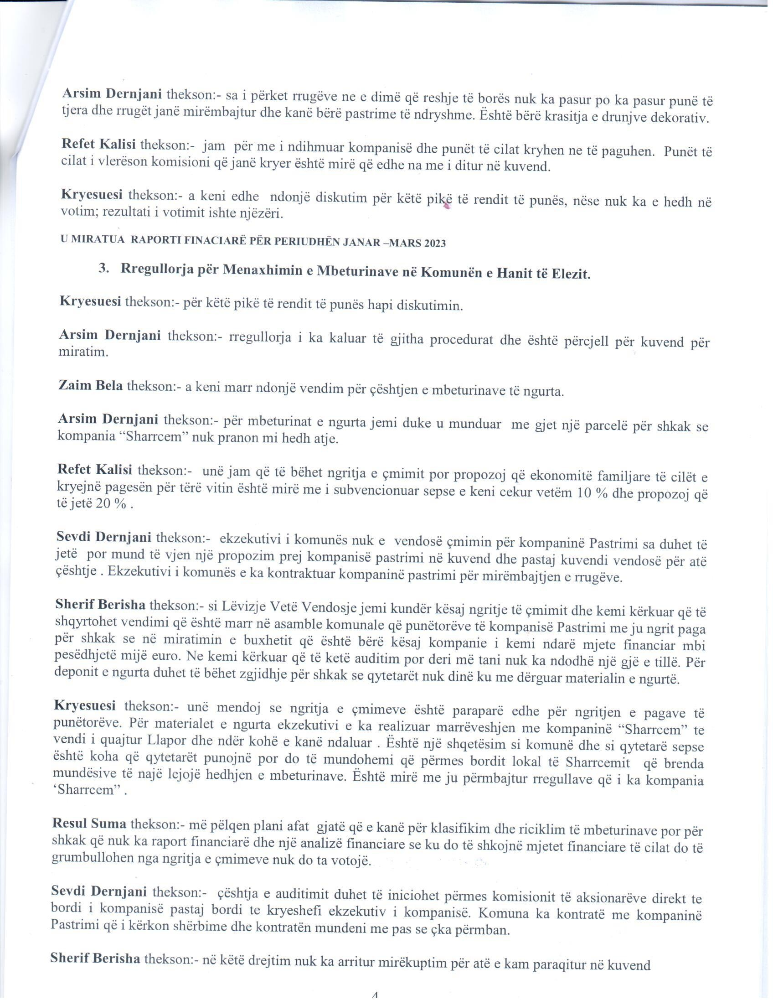 Arsim Dernjani thekson:- sa i përket rrugëve ne e dimë që reshje të borës nuk ka pasur po ka pasur punë të
tjera dhe rrugët janë mirëmbajtur dhe kanë bërë pastrime të ndryshme. Është bërë krasitja e drunjve dekorativ.
Refet Kalisi thekson:- jam për me i ndihmuar kompanisë dhe punët të cilat kryhen ne të paguhen. Punët të
cilat i vlerëson komisioni që janë kryer është mirë që edhe na me i ditur në kuvend.
Kryesuesi thekson:- a keni edhe ndonjë diskutim për këtë pikë të rendit të punës, nëse nuk ka e hedh në
votim; rezultati i votimit ishte njëzëri.
U MIRATUA RAPORTI FINACIARË PËR PERIUDHËN JANAR –MARS 2023
3. Rregullorja për Menaxhimin e Mbeturinave në Komunën e Hanit të Elezit.
Kryesuesi thekson:- për këtë pikë të rendit të punës hapi diskutimin.
Arsim Dernjani thekson:- rregullorja i ka kaluar të gjitha procedurat dhe është përcjell për kuvend për
miratim.
Zaim Bela thekson:- a keni marr ndonjë vendim për çështjen e mbeturinave të ngurta.
Arsim Dernjani thekson:- për mbeturinat e ngurta jemi duke u munduar me gjet një parcelë për shkak se
kompania “Sharrcem” nuk pranon mi hedh atje.
Refet Kalisi thekson:- unë jam që të bëhet ngritja e çmimit por propozoj që ekonomitë familjare të cilët e
kryejnë pagesën për tërë vitin është mirë me i subvencionuar sepse e keni cekur vetëm 10 % dhe propozoj që
të jetë 20 % .
Sevdi Dernjani thekson:- ekzekutivi i komunës nuk e vendosë çmimin për kompaninë Pastrimi sa duhet të
jetë por mund të vjen një propozim prej kompanisë pastrimi në kuvend dhe pastaj kuvendi vendosë për atë
çështje . Ekzekutivi i komunës e ka kontraktuar kompaninë pastrimi për mirëmbajtjen e rrugëve.
Sherif Berisha thekson:- si Lëvizje Vetë Vendosje jemi kundër kësaj ngritje të çmimit dhe kemi kërkuar që të
shqyrtohet vendimi që është marr në asamble komunale që punëtorëve të kompanisë Pastrimi me ju ngrit paga
për shkak se në miratimin e buxhetit që është bërë kësaj kompanie i kemi ndarë mjete financiar mbi
pesëdhjetë mijë euro. Ne kemi kërkuar që të ketë auditim por deri më tani nuk ka ndodhë një gjë e tillë. Për
deponit e ngurta duhet të bëhet zgjidhje për shkak se qytetarët nuk dinë ku me dërguar materialin e ngurtë.
Kryesuesi thekson:- unë mendoj se ngritja e çmimeve është paraparë edhe për ngritjen e pagave të
punëtorëve. Për materialet e ngurta ekzekutivi e ka realizuar marrëveshjen me kompaninë “Sharrcem” te
vendi i quajtur Llapor dhe ndër kohë e kanë ndaluar . Është një shqetësim si komunë dhe si qytetarë sepse
është koha që qytetarët punojnë por do të mundohemi që përmes bordit lokal të Sharrcemit që brenda
mundësive të najë lejojë hedhjen e mbeturinave. Është mirë me ju përmbajtur rregullave që i ka kompania
‘Sharrcem” .
Resul Suma thekson:- më pëlqen plani afat gjatë që e kanë për klasifikim dhe riciklim të mbeturinave por për
shkak që nuk ka raport financiarë dhe një analizë financiare se ku do të shkojnë mjetet financiare të cilat do të
grumbullohen nga ngritja e çmimeve nuk do ta votojë.
Sevdi Dernjani thekson:- çështja e auditimit duhet të iniciohet përmes komisionit të aksionarëve direkt te
bordi i kompanisë pastaj bordi te kryeshefi ekzekutiv i kompanisë. Komuna ka kontratë me kompaninë
Pastrimi që i kërkon shërbime dhe kontratën mundeni me pas se çka përmban.
Sherif Berisha thekson:- në këtë drejtim nuk ka arritur mirëkuptim për atë e kam paraqitur në kuvend
4